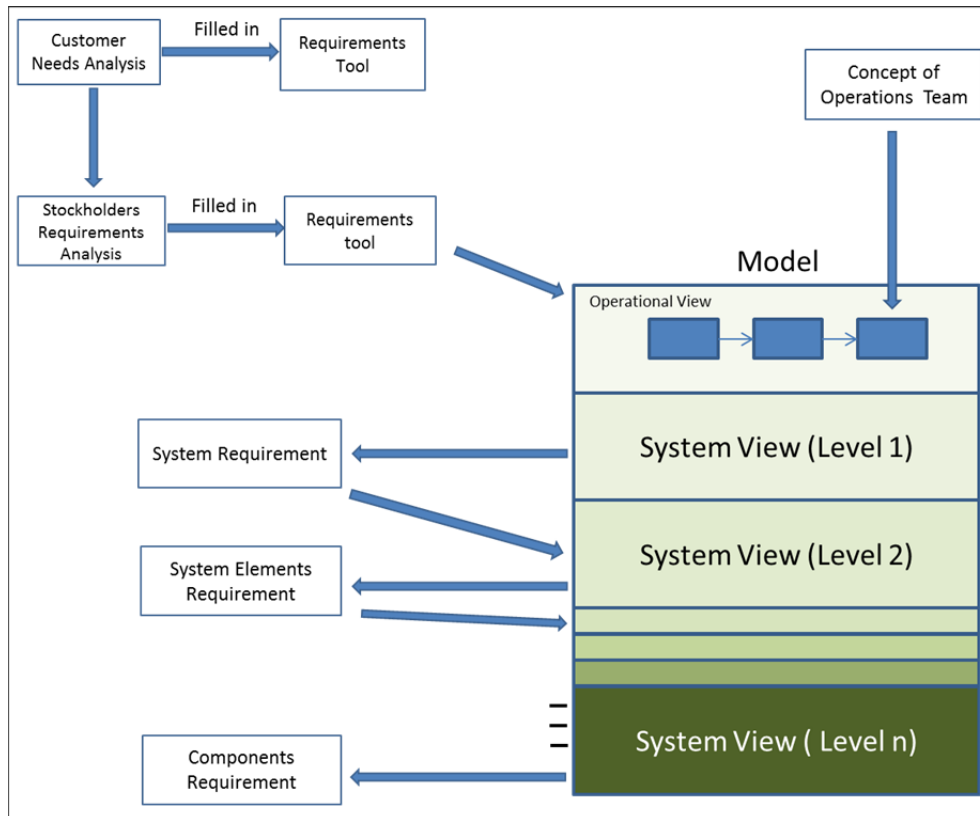 Customer
Needs Analysis
Filled in
Requirements
Tool
Concept of
Operations Team
Stockholders
Requirements
Analysis
Filled in
Requirements
tool
Model
Operational View
System View (Level 1)
System Requirement
System View (Level 2)
System Elements
Requirement
System View ( Level n)
Components
Requirement